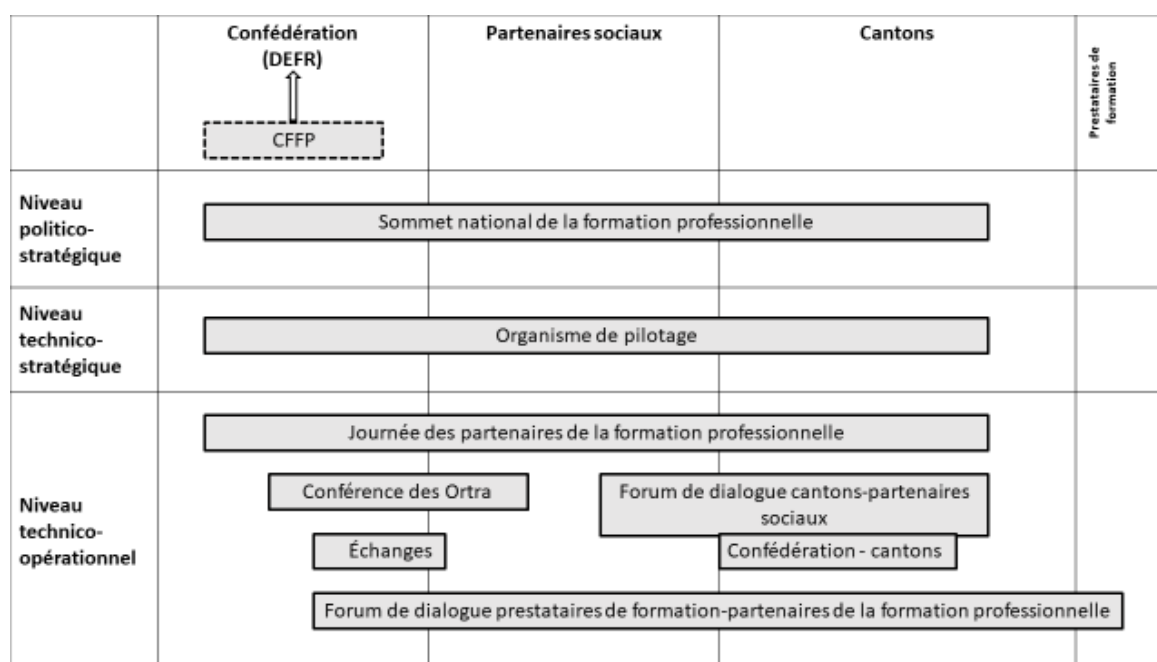 Confédération
(DEFR)
Partenaires sociaux
Cantons
Prestataires de
formation
CFFP
Niveau
politico-
stratégique
Sommet national de la formation professionnelle
Niveau
technico-
stratégique
Organisme de pilotage
Niveau
technico-
opérationnel
Journée des partenaires de la formation professionnelle
Conférence des Ortra
Forum de dialogue cantons-partenaires
sociaux
Échanges
Confédération - cantons
Forum de dialogue prestataires de formation-partenaires de la formation professionnelle